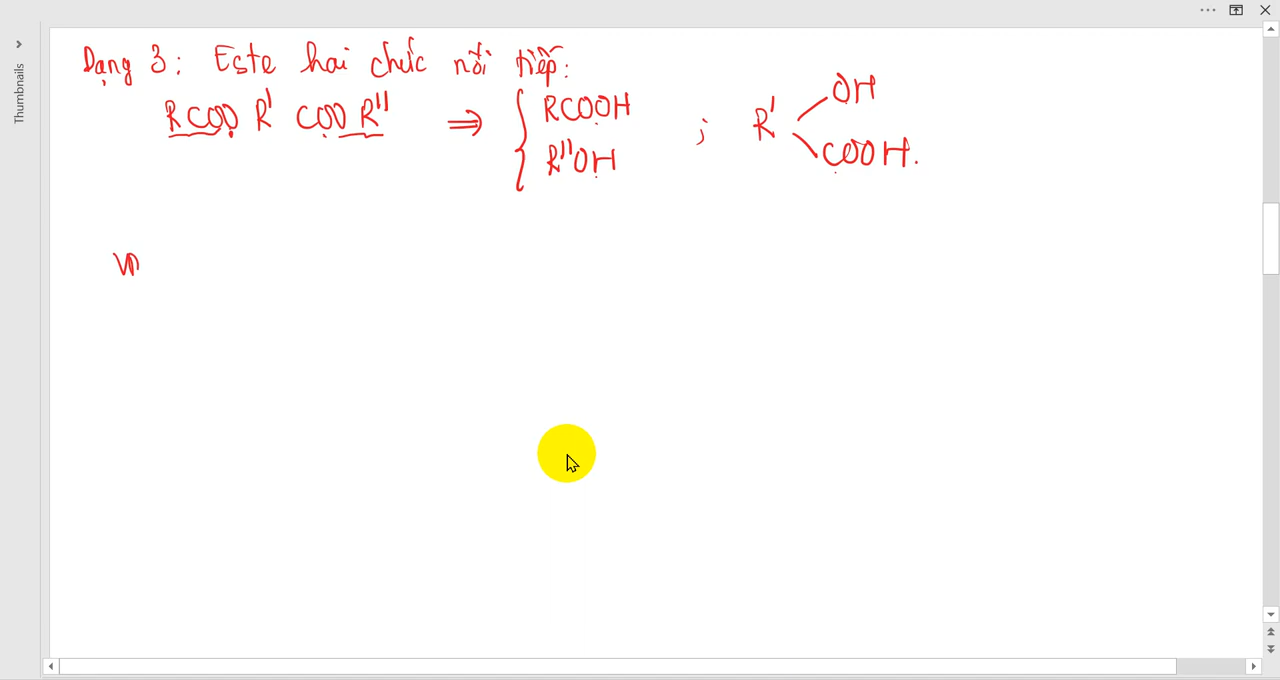 Thumbnails
Dạng 3: Este hai chức nối tiếp:
RCOO R' COO R'' ⇒ { RCOOH ; R' OH
R''OH COOH.